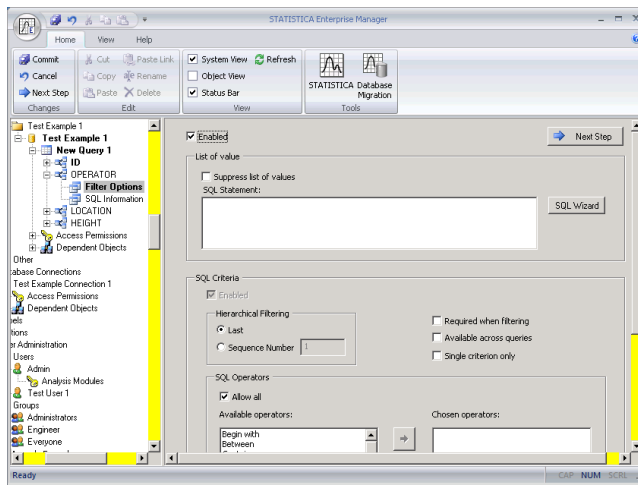 STATISTICA Enterprise Manager
Home View Help
Commit
Cancel
Next Step
Changes
Cut
Copy
Paste
Paste Link
Rename
Delete
Edit
System View
Object View
Status Bar
Refresh
View
STATISTICA
Database Migration
Tools
Test Example 1
Test Example 1
New Query 1
ID
OPERATOR
Filter Options
SQL Information
LOCATION
HEIGHT
Access Permissions
Dependent Objects
Other
tabase Connections
Test Example Connection 1
Access Permissions
Dependent Objects
els
tions
er Administration
Users
Admin
Analysis Modules
Test User 1
Groups
Administrators
Engineer
Everyone
Enabled
Next Step
List of value
Suppress list of values
SQL Statement:
SQL Wizard
SQL Criteria
Enabled
Hierarchical Filtering
Last
Sequence Number 1
Required when filtering
Available across queries
Single criterion only
SQL Operators
Allow all
Available operators:
Chosen operators:
Begin with
Between
Ready
CAP NUM SCRL